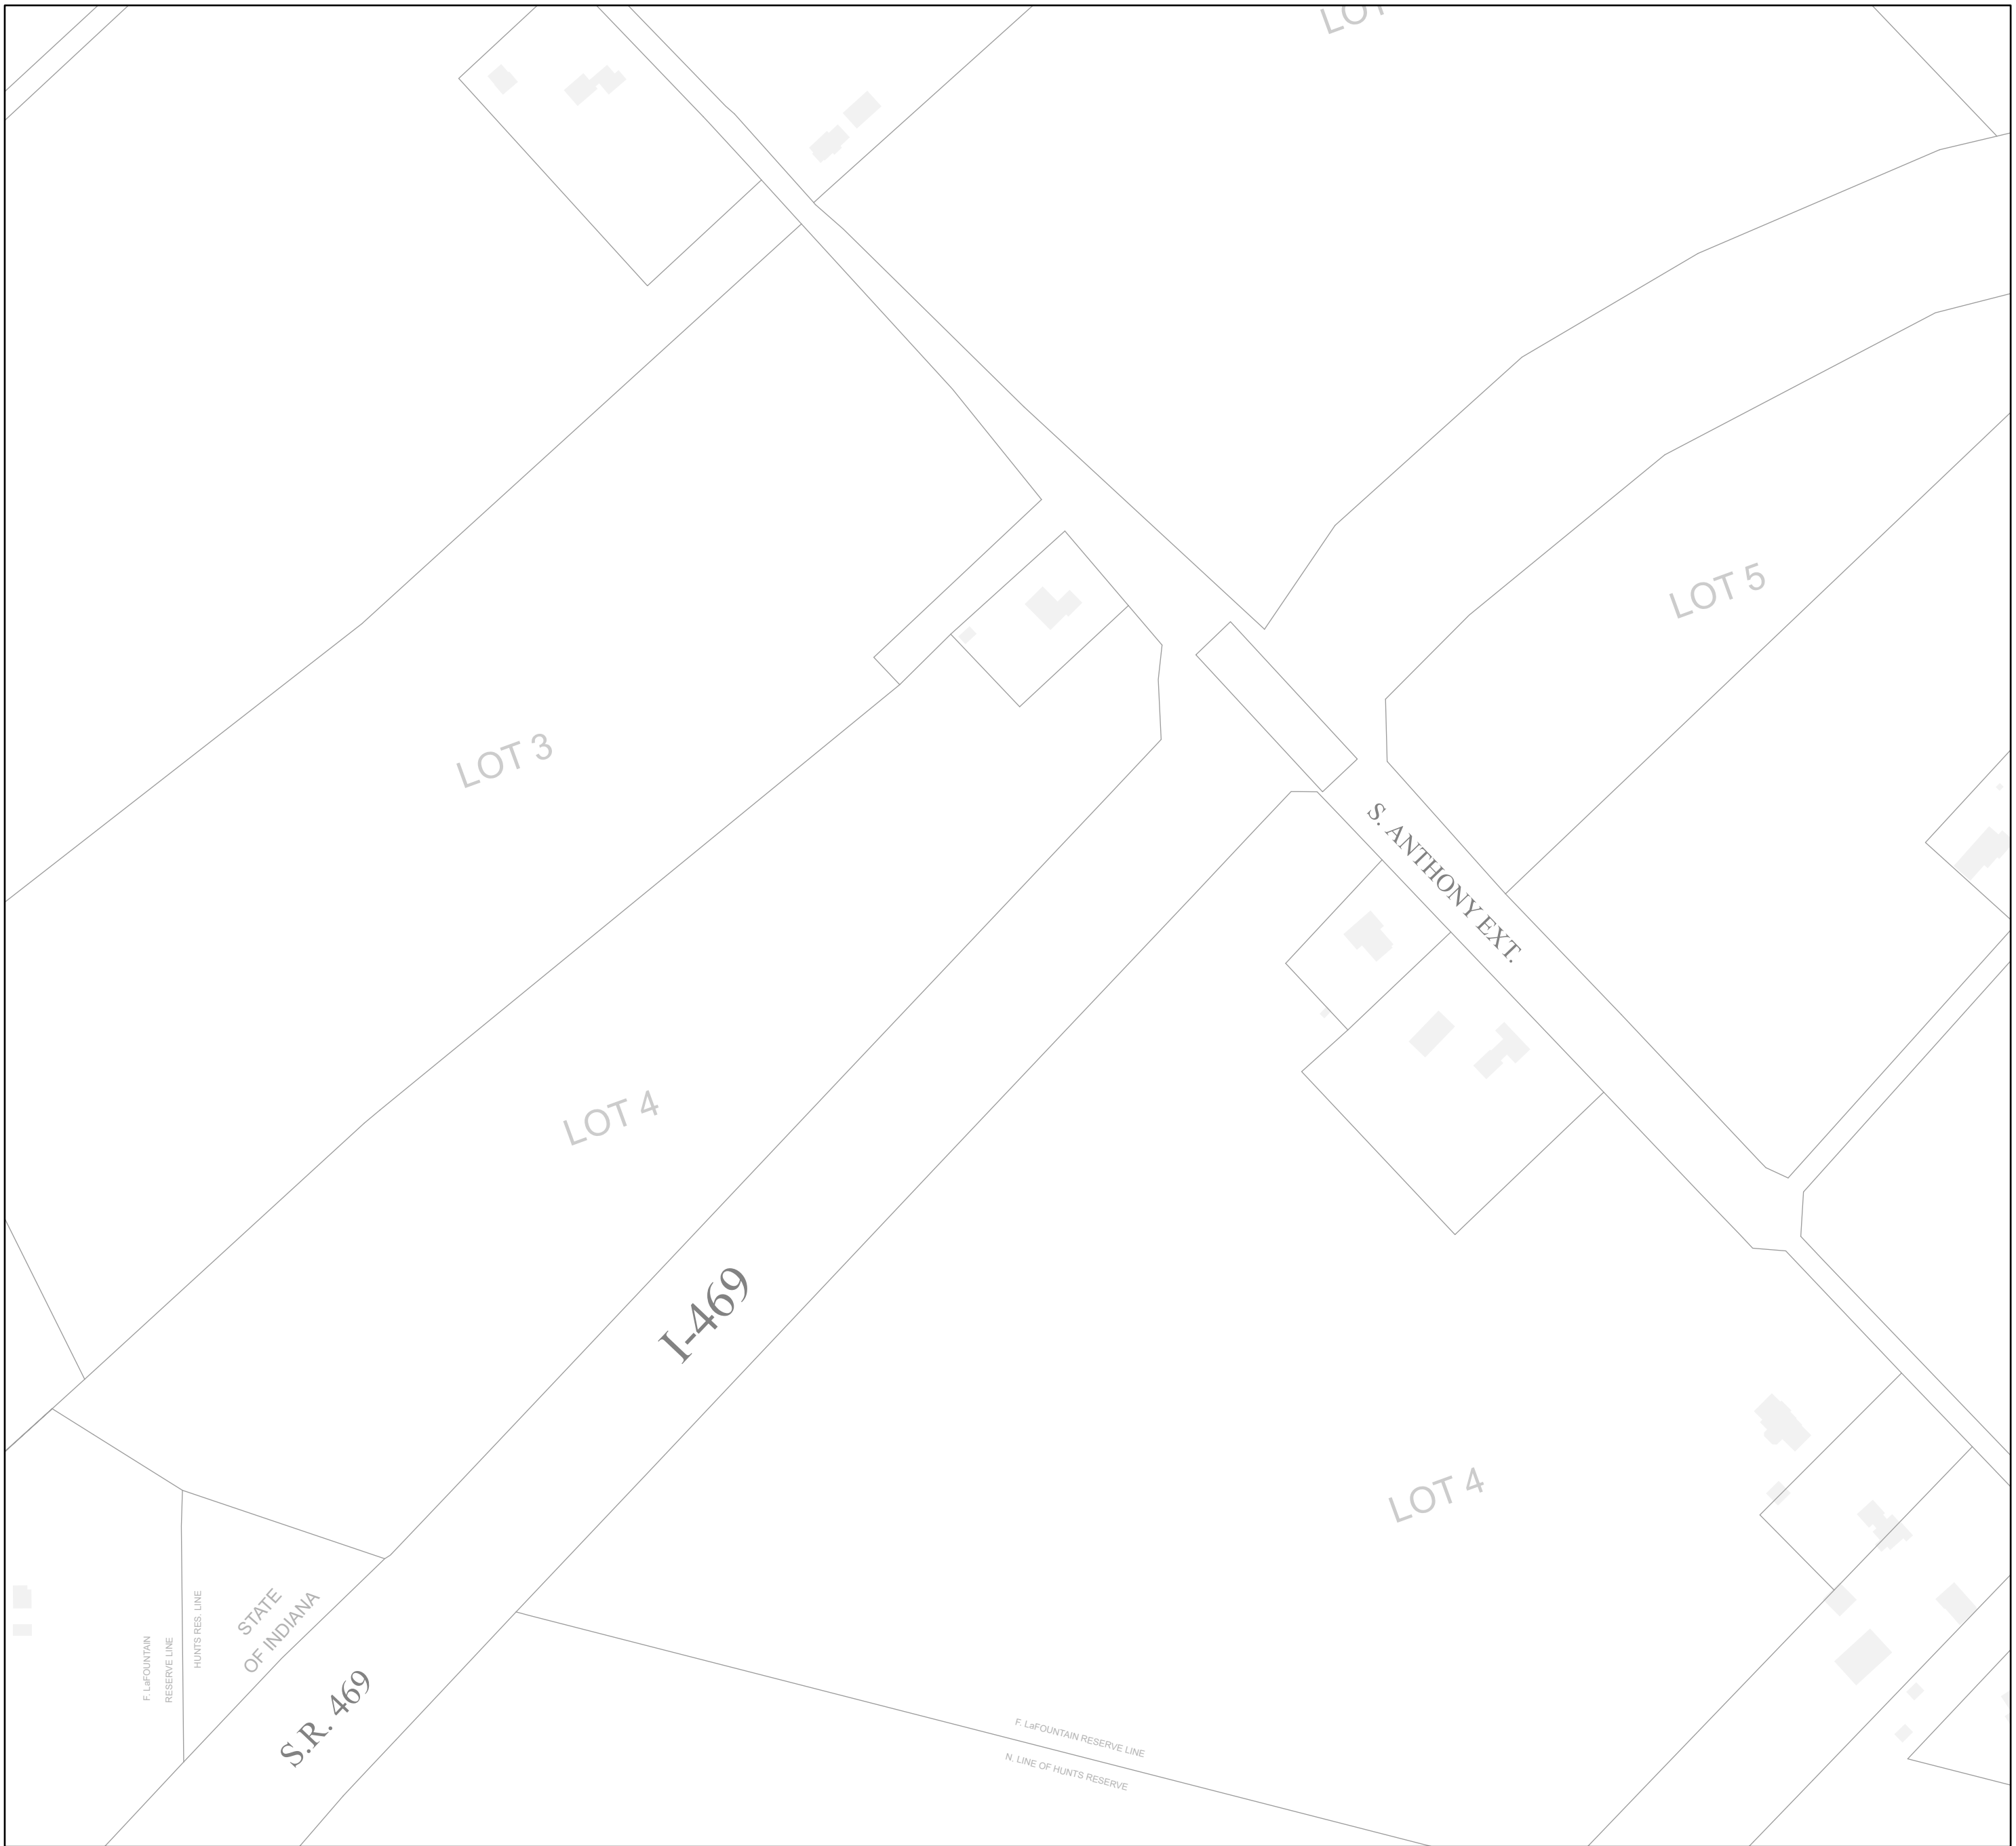 LOT
LOT 5
LOT 3
S. ANTHONY EXT.
LOT 4
I-469
LOT 4
STATE
OF INDIANA
F. LaFOUNTAIN
RESERVE LINE
HUNTS RES. LINE
S.R. 469
F. LaFOUNTAIN RESERVE LINE
N. LINE OF HUNTS RESERVE